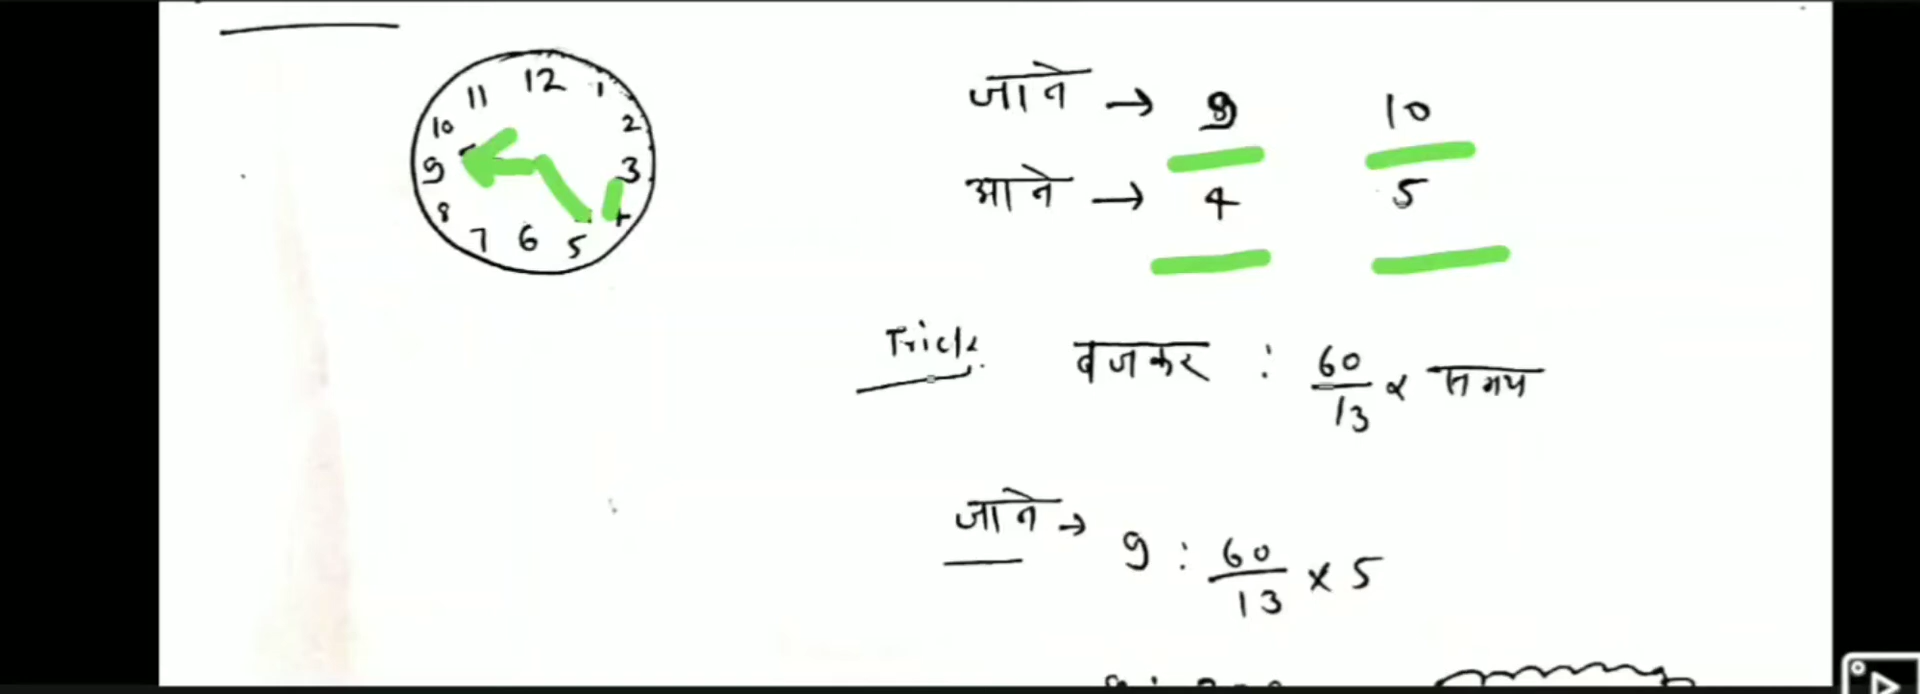 12
11 1
10 2
9 3
8 4
7 6 5
जाने → 9 10
आने → 4 5
Trick बजकर : 60/13 × समय
जाने → 9 : 60/13 × 5